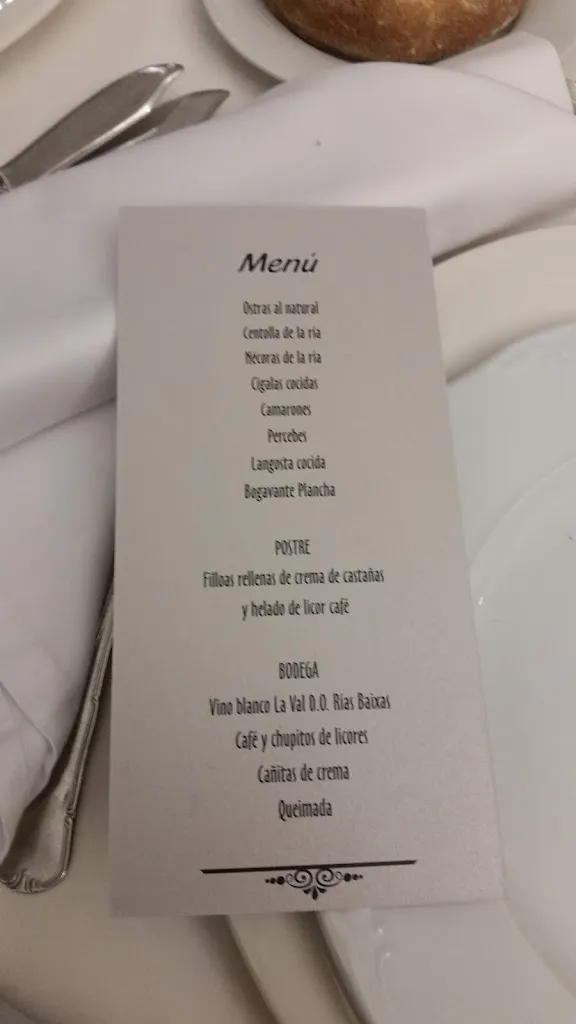 Menú
Ostras al natural
Centolla de la ría
Nécoras de la ría
Cigalas cocidas
Camarones
Percebes
Langosta cocida
Bogavante Plancha
POSTRE
Filloas rellenas de crema de castañas
y helado de licor café
BODEGA
Vino blanco La Val D.O. Rías Baixas
Café y chupitos de licores
Cañitas de crema
Queimada